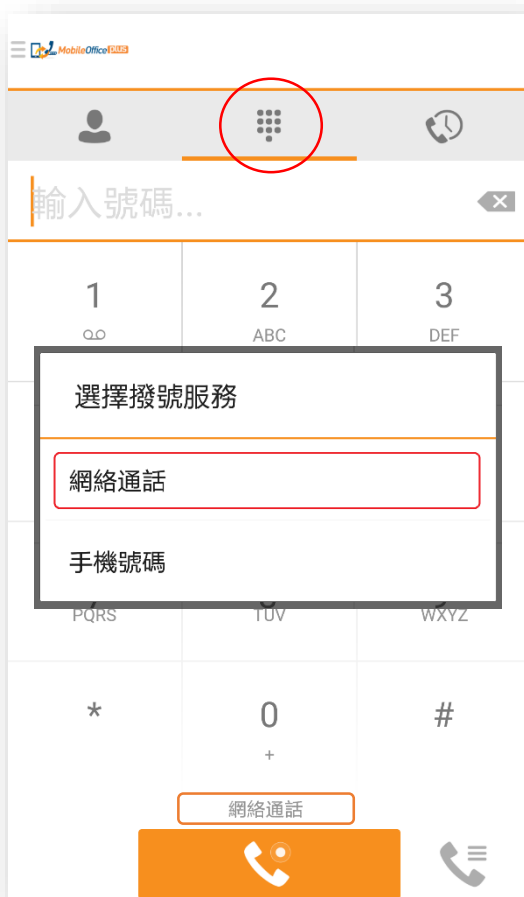 MobileOffice PLUS
輸入號碼...
1 2 3
ABC DEF
選擇撥號服務
網絡通話
手機號碼
PQRS TUV WXYZ
* 0 #
+
網絡通話